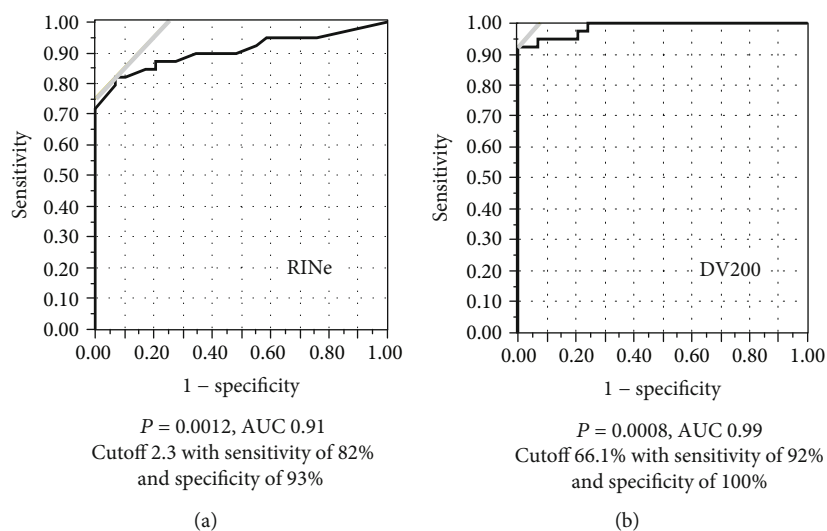 1.00
0.90
0.80
0.70
0.60
0.50
0.40
0.30
0.20
0.10
0.00
Sensitivity
RINe
0.00 0.20 0.40 0.60 0.80 1.00
1 − specificity
P = 0.0012, AUC 0.91
Cutoff 2.3 with sensitivity of 82%
and specificity of 93%
(a)
1.00
0.90
0.80
0.70
0.60
0.50
0.40
0.30
0.20
0.10
0.00
Sensitivity
DV200
0.00 0.20 0.40 0.60 0.80 1.00
1 − specificity
P = 0.0008, AUC 0.99
Cutoff 66.1% with sensitivity of 92%
and specificity of 100%
(b)